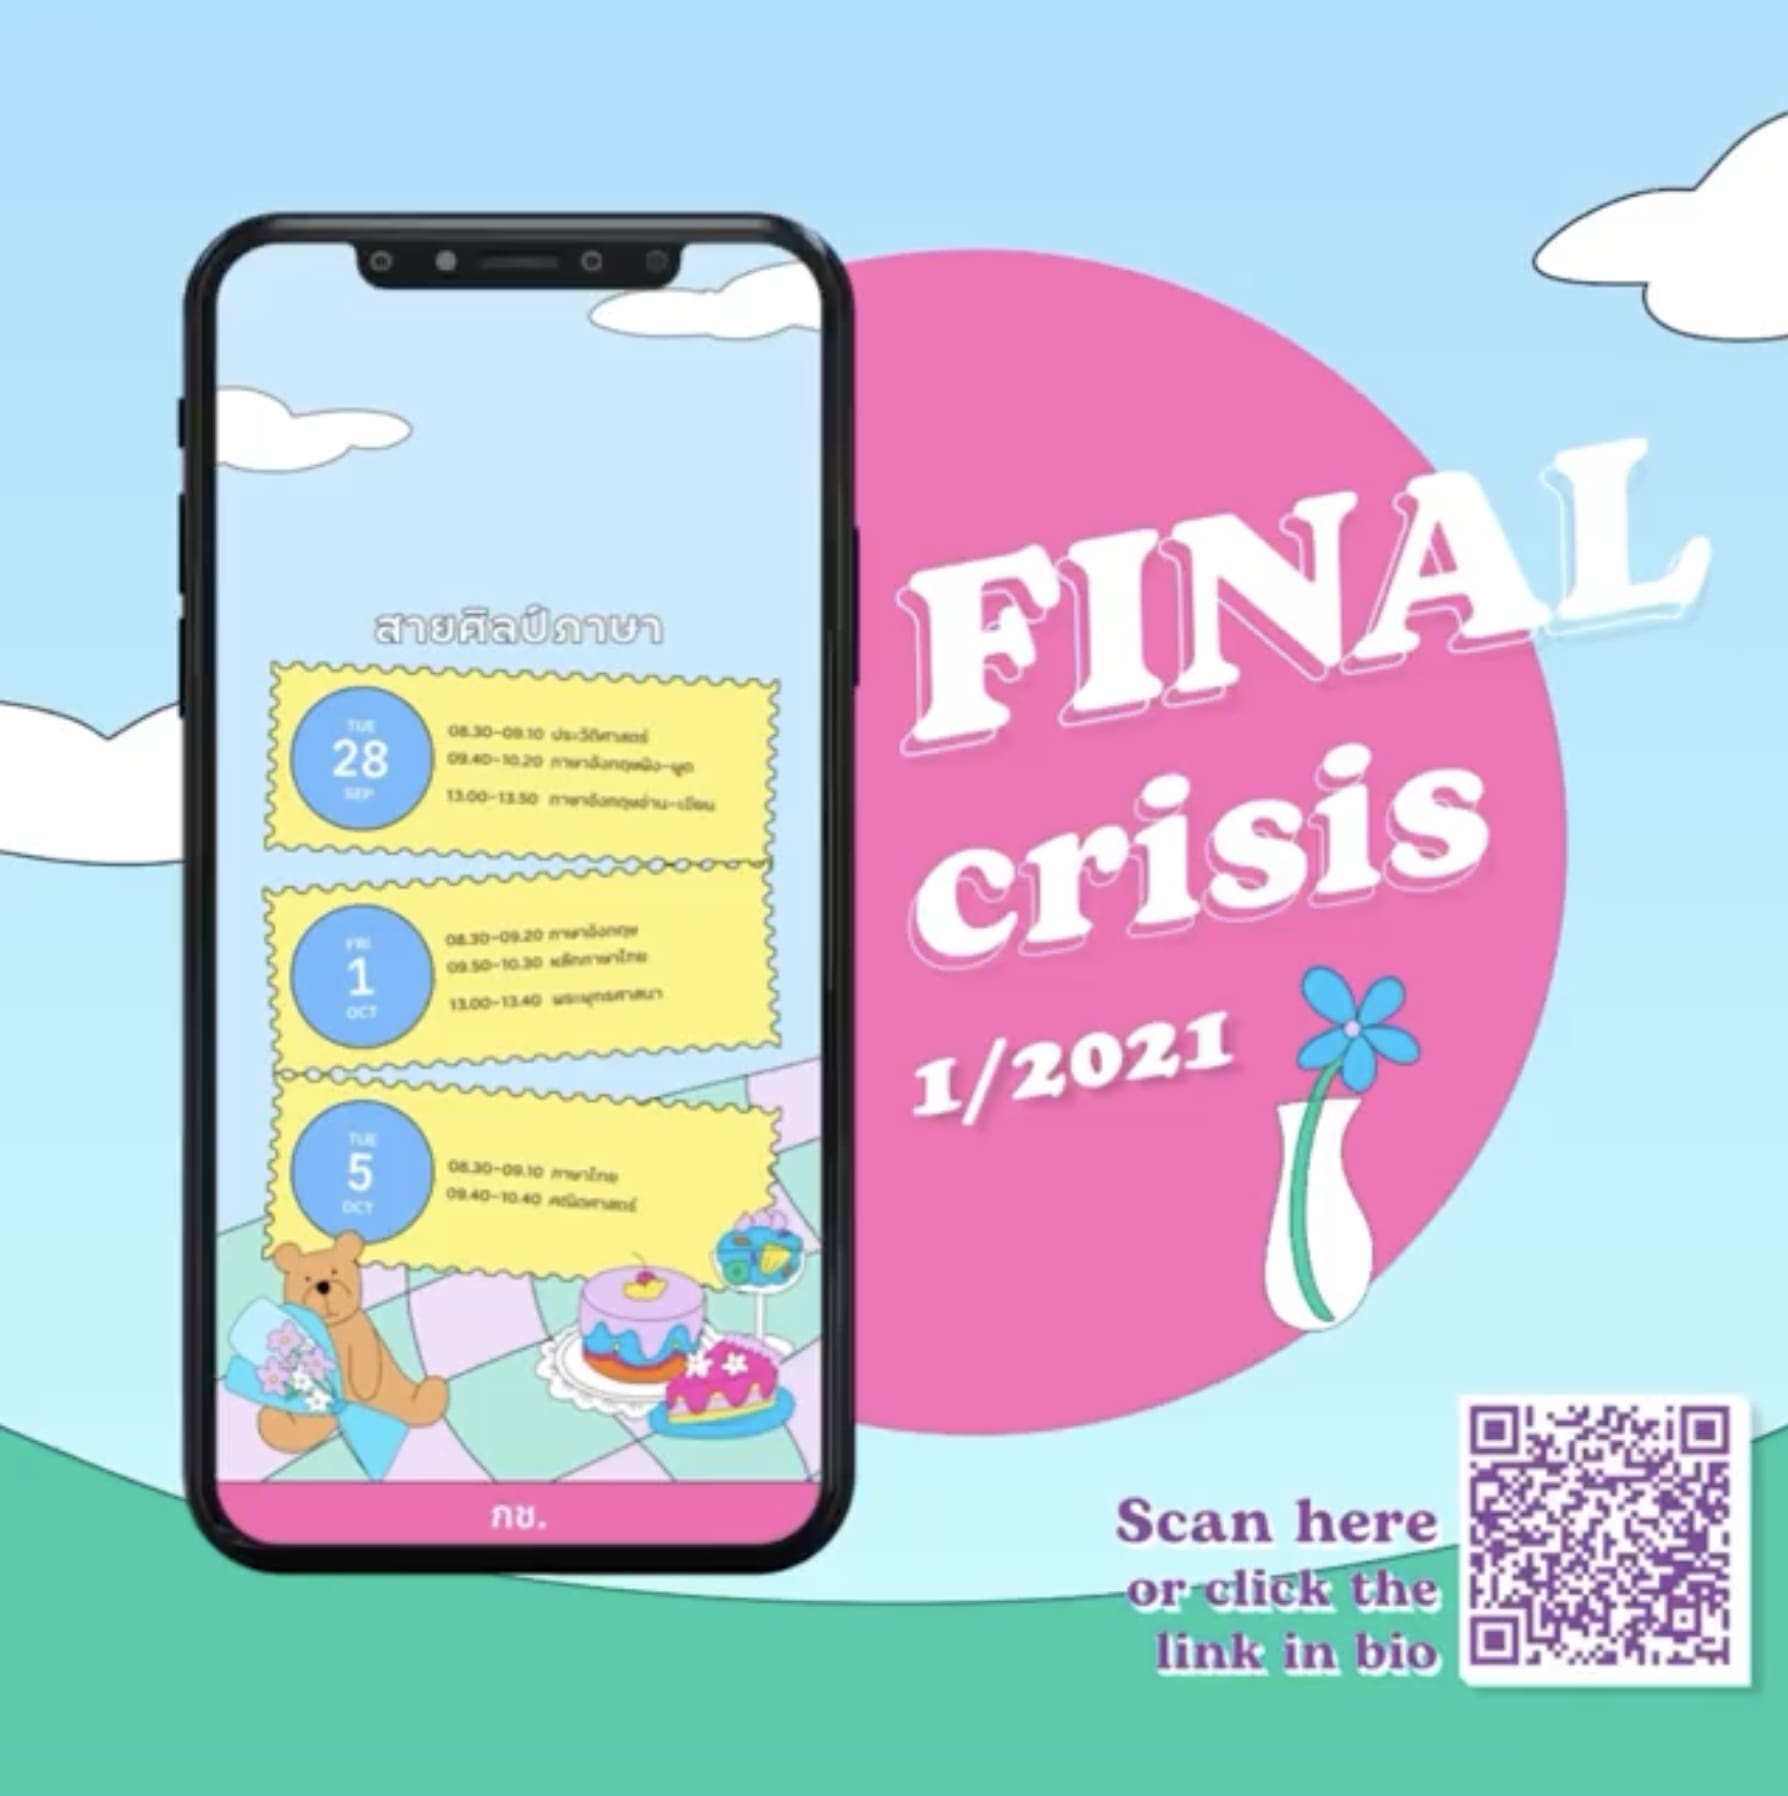 สายศิลป์ภาษา
TUE
28
SEP
08.30-09.10 ประวัติศาสตร์
09.40-10.20 ภาษาอังกฤษฟัง-พูด
13.00-13.50 ภาษาอังกฤษอ่าน-เขียน
FRI
1
OCT
08.30-09.20 ภาษาอังกฤษ
09.50-10.30 หลักภาษาไทย
13.00-13.40 พระพุทธศาสนา
TUE
5
OCT
08.30-09.10 ภาษาไทย
09.40-10.40 คณิตศาสตร์
กช.
FINAL
crisis
1/2021
Scan here
or click the
link in bio